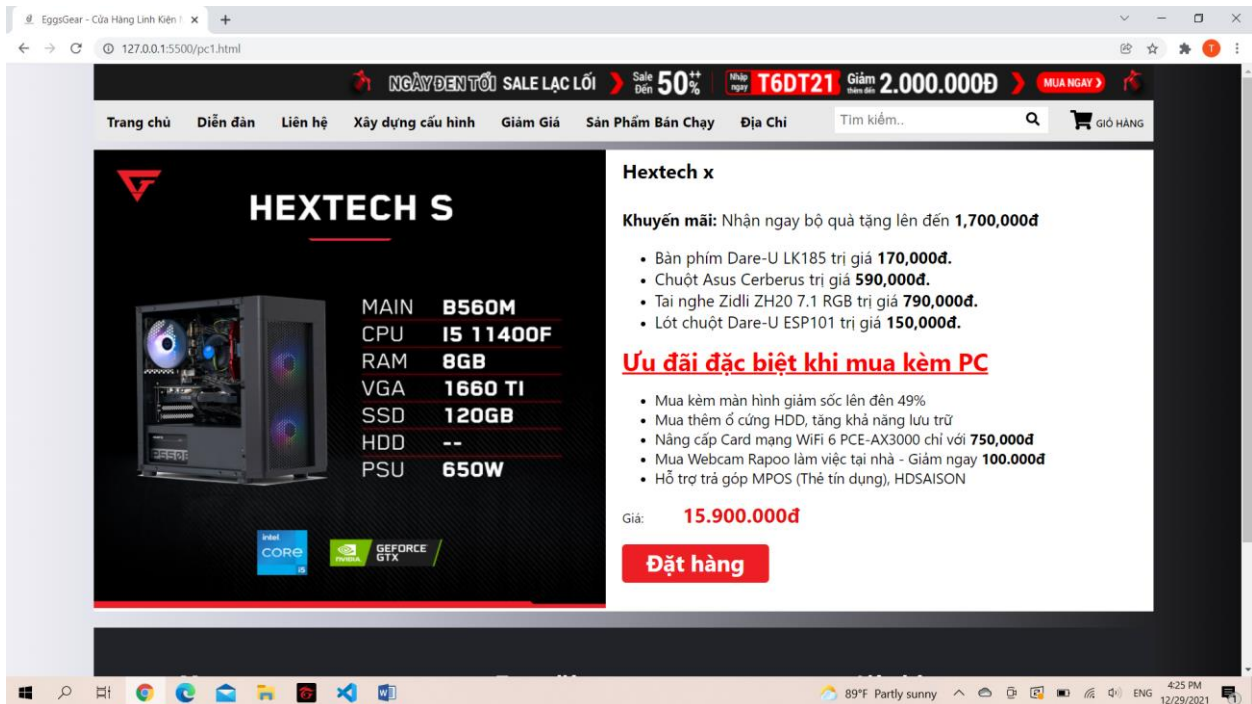 EggsGear - Cửa Hàng Linh Kiện
127.0.0.1:5500/pc1.html
T
NGÀY ĐEN TỐI SALE LẠC LỐI Sale Đến 50++% Nhập ngay T6DT21 Giảm thêm đến 2.000.000Đ MUA NGAY
Trang chủ Diễn đàn Liên hệ Xây dựng cấu hình Giảm Giá Sản Phẩm Bán Chạy Địa Chỉ Tìm kiếm.. GIỎ HÀNG
HEXTECH S
MAIN B560M
CPU I5 11400F
RAM 8GB
VGA 1660 TI
SSD 120GB
HDD --
PSU 650W
intel CORE i5
NVIDIA GEFORCE GTX
Hextech x
Khuyến mãi: Nhận ngay bộ quà tặng lên đến 1,700,000đ
Bàn phím Dare-U LK185 trị giá 170,000đ.
Chuột Asus Cerberus trị giá 590,000đ.
Tai nghe Zidli ZH20 7.1 RGB trị giá 790,000đ.
Lót chuột Dare-U ESP101 trị giá 150,000đ.
Ưu đãi đặc biệt khi mua kèm PC
Mua kèm màn hình giảm sốc lên đên 49%
Mua thêm ổ cứng HDD, tăng khả năng lưu trữ
Nâng cấp Card mạng WiFi 6 PCE-AX3000 chỉ với 750,000đ
Mua Webcam Rapoo làm việc tại nhà - Giảm ngay 100.000đ
Hỗ trợ trả góp MPOS (Thẻ tín dụng), HDSAISON
Giá: 15.900.000đ
Đặt hàng
89°F Partly sunny ENG 4:25 PM
12/29/2021